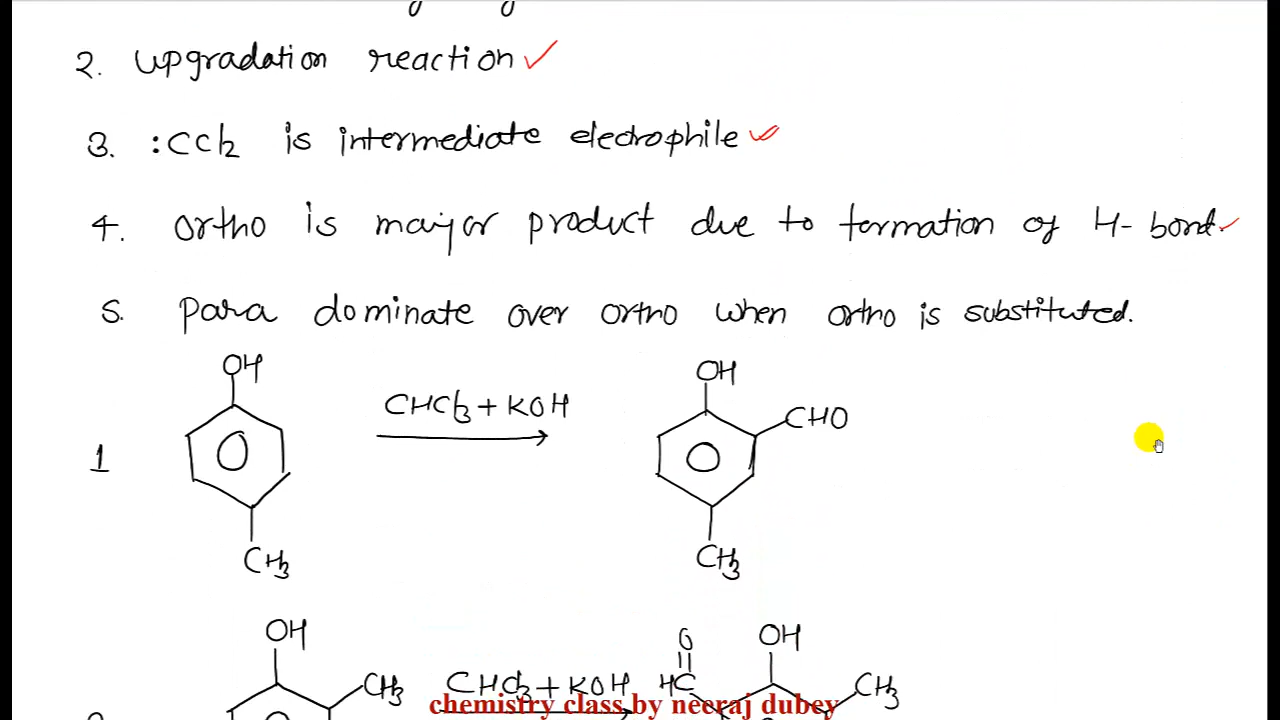 2. upgradation reaction ✓
3. :CCl2 is intermediate electrophile ✓
4. ortho is major product due to formation of H-bond. ✓
5. para dominate over ortho when ortho is substituted.
OH OH
CHCl3 + KOH CHO
1
CH3 CH3
O
OH OH
CH3 CHCl3 + KOH HC CH3
chemistry class by neeraj dubey